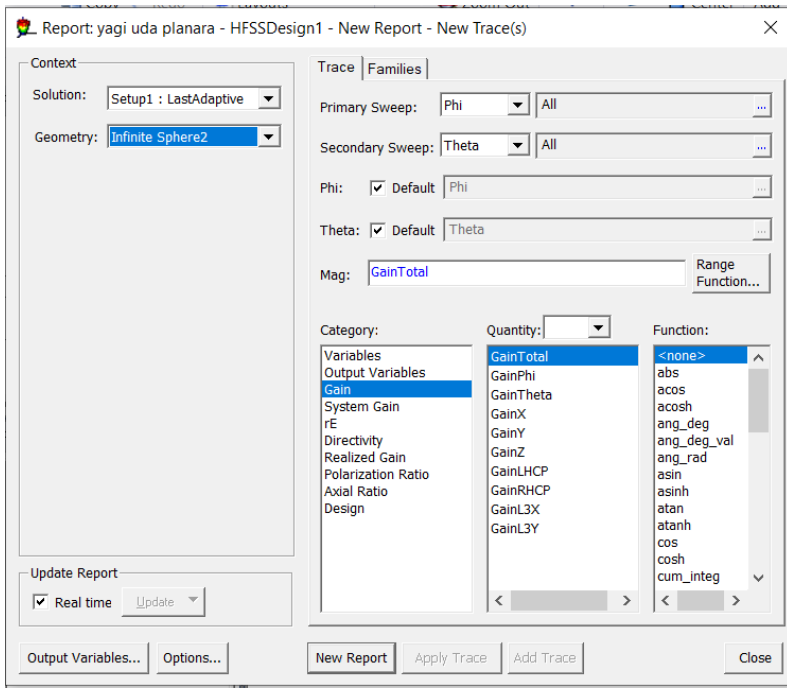 Report: yagi uda planara - HFSSDesign1 - New Report - New Trace(s)
Context
Solution: Setup1 : LastAdaptive
Geometry: Infinite Sphere2
Update Report
Real time Update
Output Variables... Options...
Trace Families
Primary Sweep: Phi All ...
Secondary Sweep: Theta All ...
Phi: Default Phi ...
Theta: Default Theta ...
Mag: GainTotal Range
Function...
Category: Quantity: Function:
Variables
Output Variables
Gain
System Gain
rE
Directivity
Realized Gain
Polarization Ratio
Axial Ratio
Design
GainTotal
GainPhi
GainTheta
GainX
GainY
GainZ
GainLHCP
GainRHCP
GainL3X
GainL3Y
<none>
abs
acos
acosh
ang_deg
ang_deg_val
ang_rad
asin
asinh
atan
atanh
cos
cosh
cum_integ
New Report Apply Trace Add Trace Close